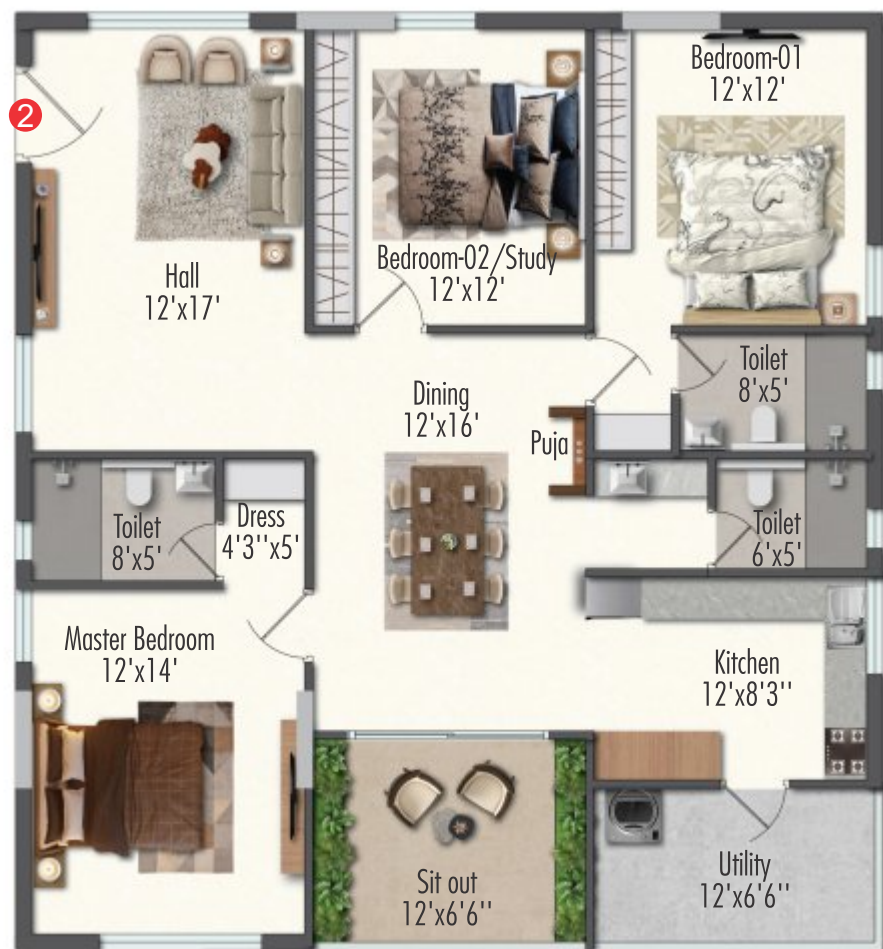 2
Hall
12'x17'
Bedroom-02/Study
12'x12'
Bedroom-01
12'x12'
Dining
12'x16'
Puja
Toilet
8'x5'
Toilet
8'x5'
Dress
4'3''x5'
Toilet
6'x5'
Master Bedroom
12'x14'
Kitchen
12'x8'3''
Sit out
12'x6'6''
Utility
12'x6'6''